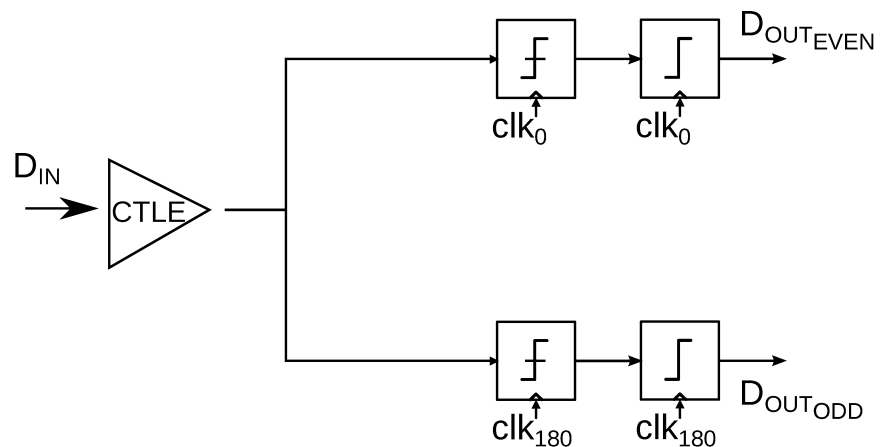 D_OUT_EVEN
clk_0
clk_0
D_IN
CTLE
clk_180
clk_180
D_OUT_ODD